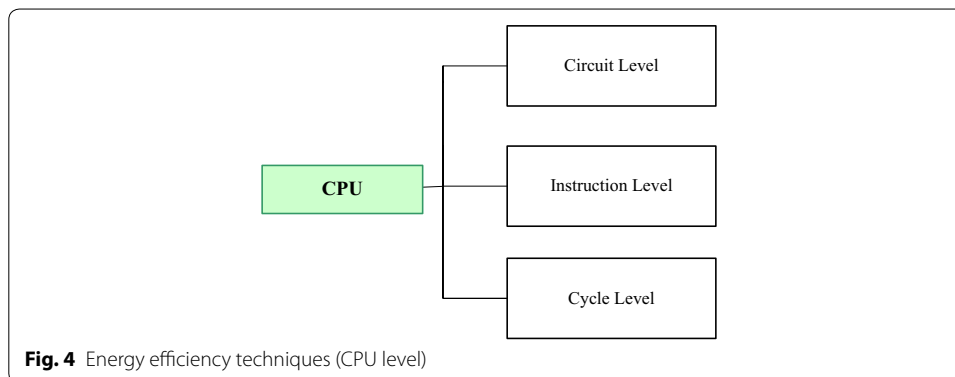 Circuit Level
CPU
Instruction Level
Cycle Level
Fig. 4 Energy efficiency techniques (CPU level)